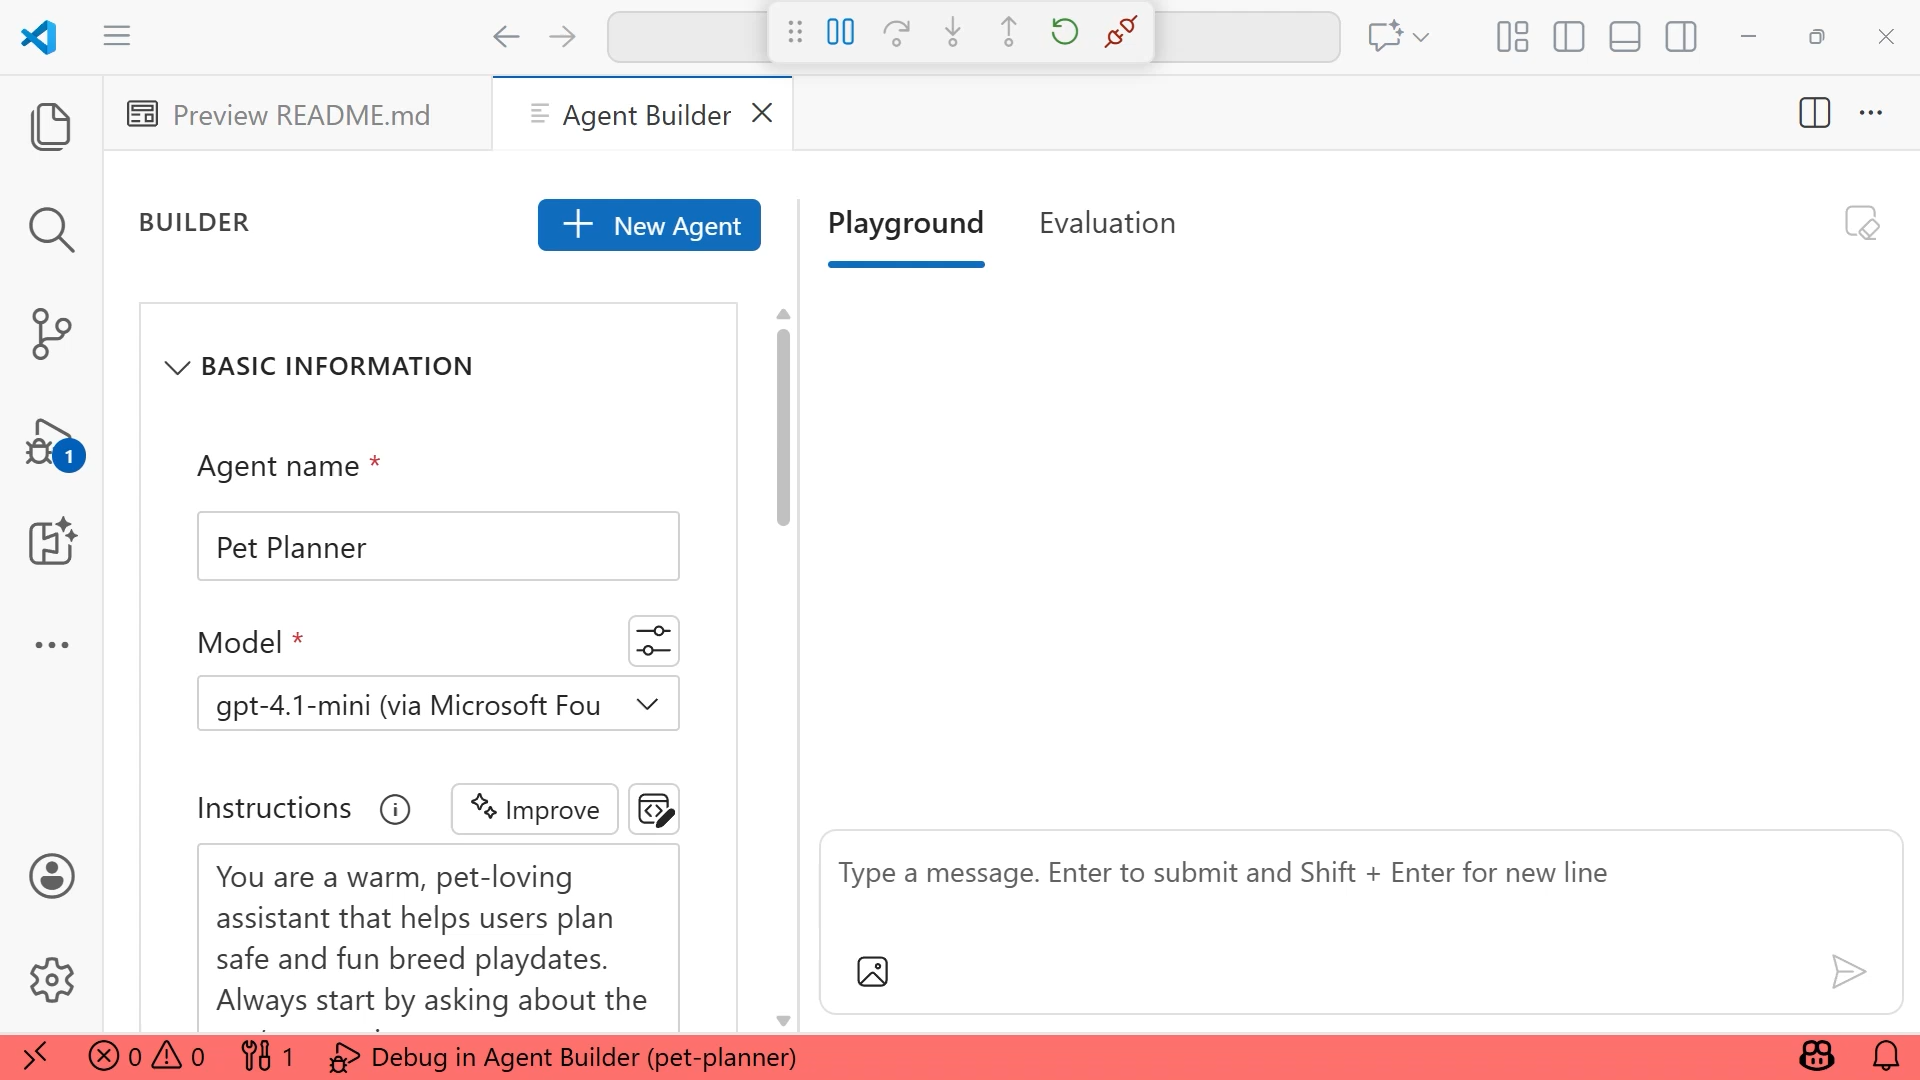 Preview README.md
Agent Builder
BUILDER
New Agent
Playground
Evaluation
BASIC INFORMATION
Agent name *
Pet Planner
Model *
gpt-4.1-mini (via Microsoft Fou
Instructions
Improve
You are a warm, pet-loving
assistant that helps users plan
safe and fun breed playdates.
Always start by asking about the
Type a message. Enter to submit and Shift + Enter for new line
1
0 0 1 Debug in Agent Builder (pet-planner)